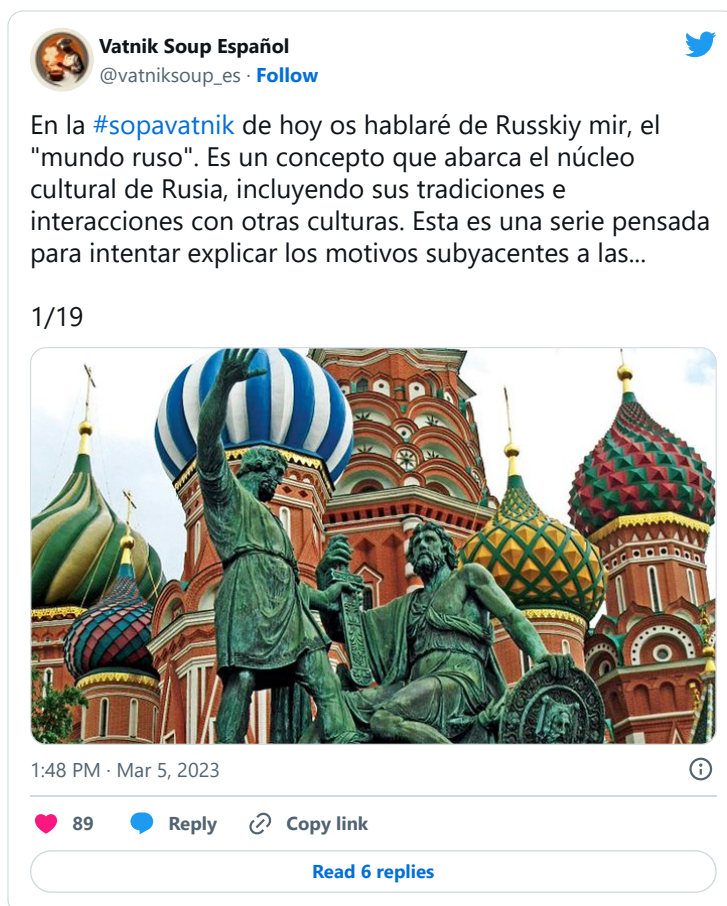 Vatnik Soup Español
@vatniksoup_es · Follow
En la #sopavatnik de hoy os hablaré de Russkiy mir, el
"mundo ruso". Es un concepto que abarca el núcleo
cultural de Rusia, incluyendo sus tradiciones e
interacciones con otras culturas. Esta es una serie pensada
para intentar explicar los motivos subyacentes a las...
1/19
1:48 PM · Mar 5, 2023
89 Reply Copy link
Read 6 replies